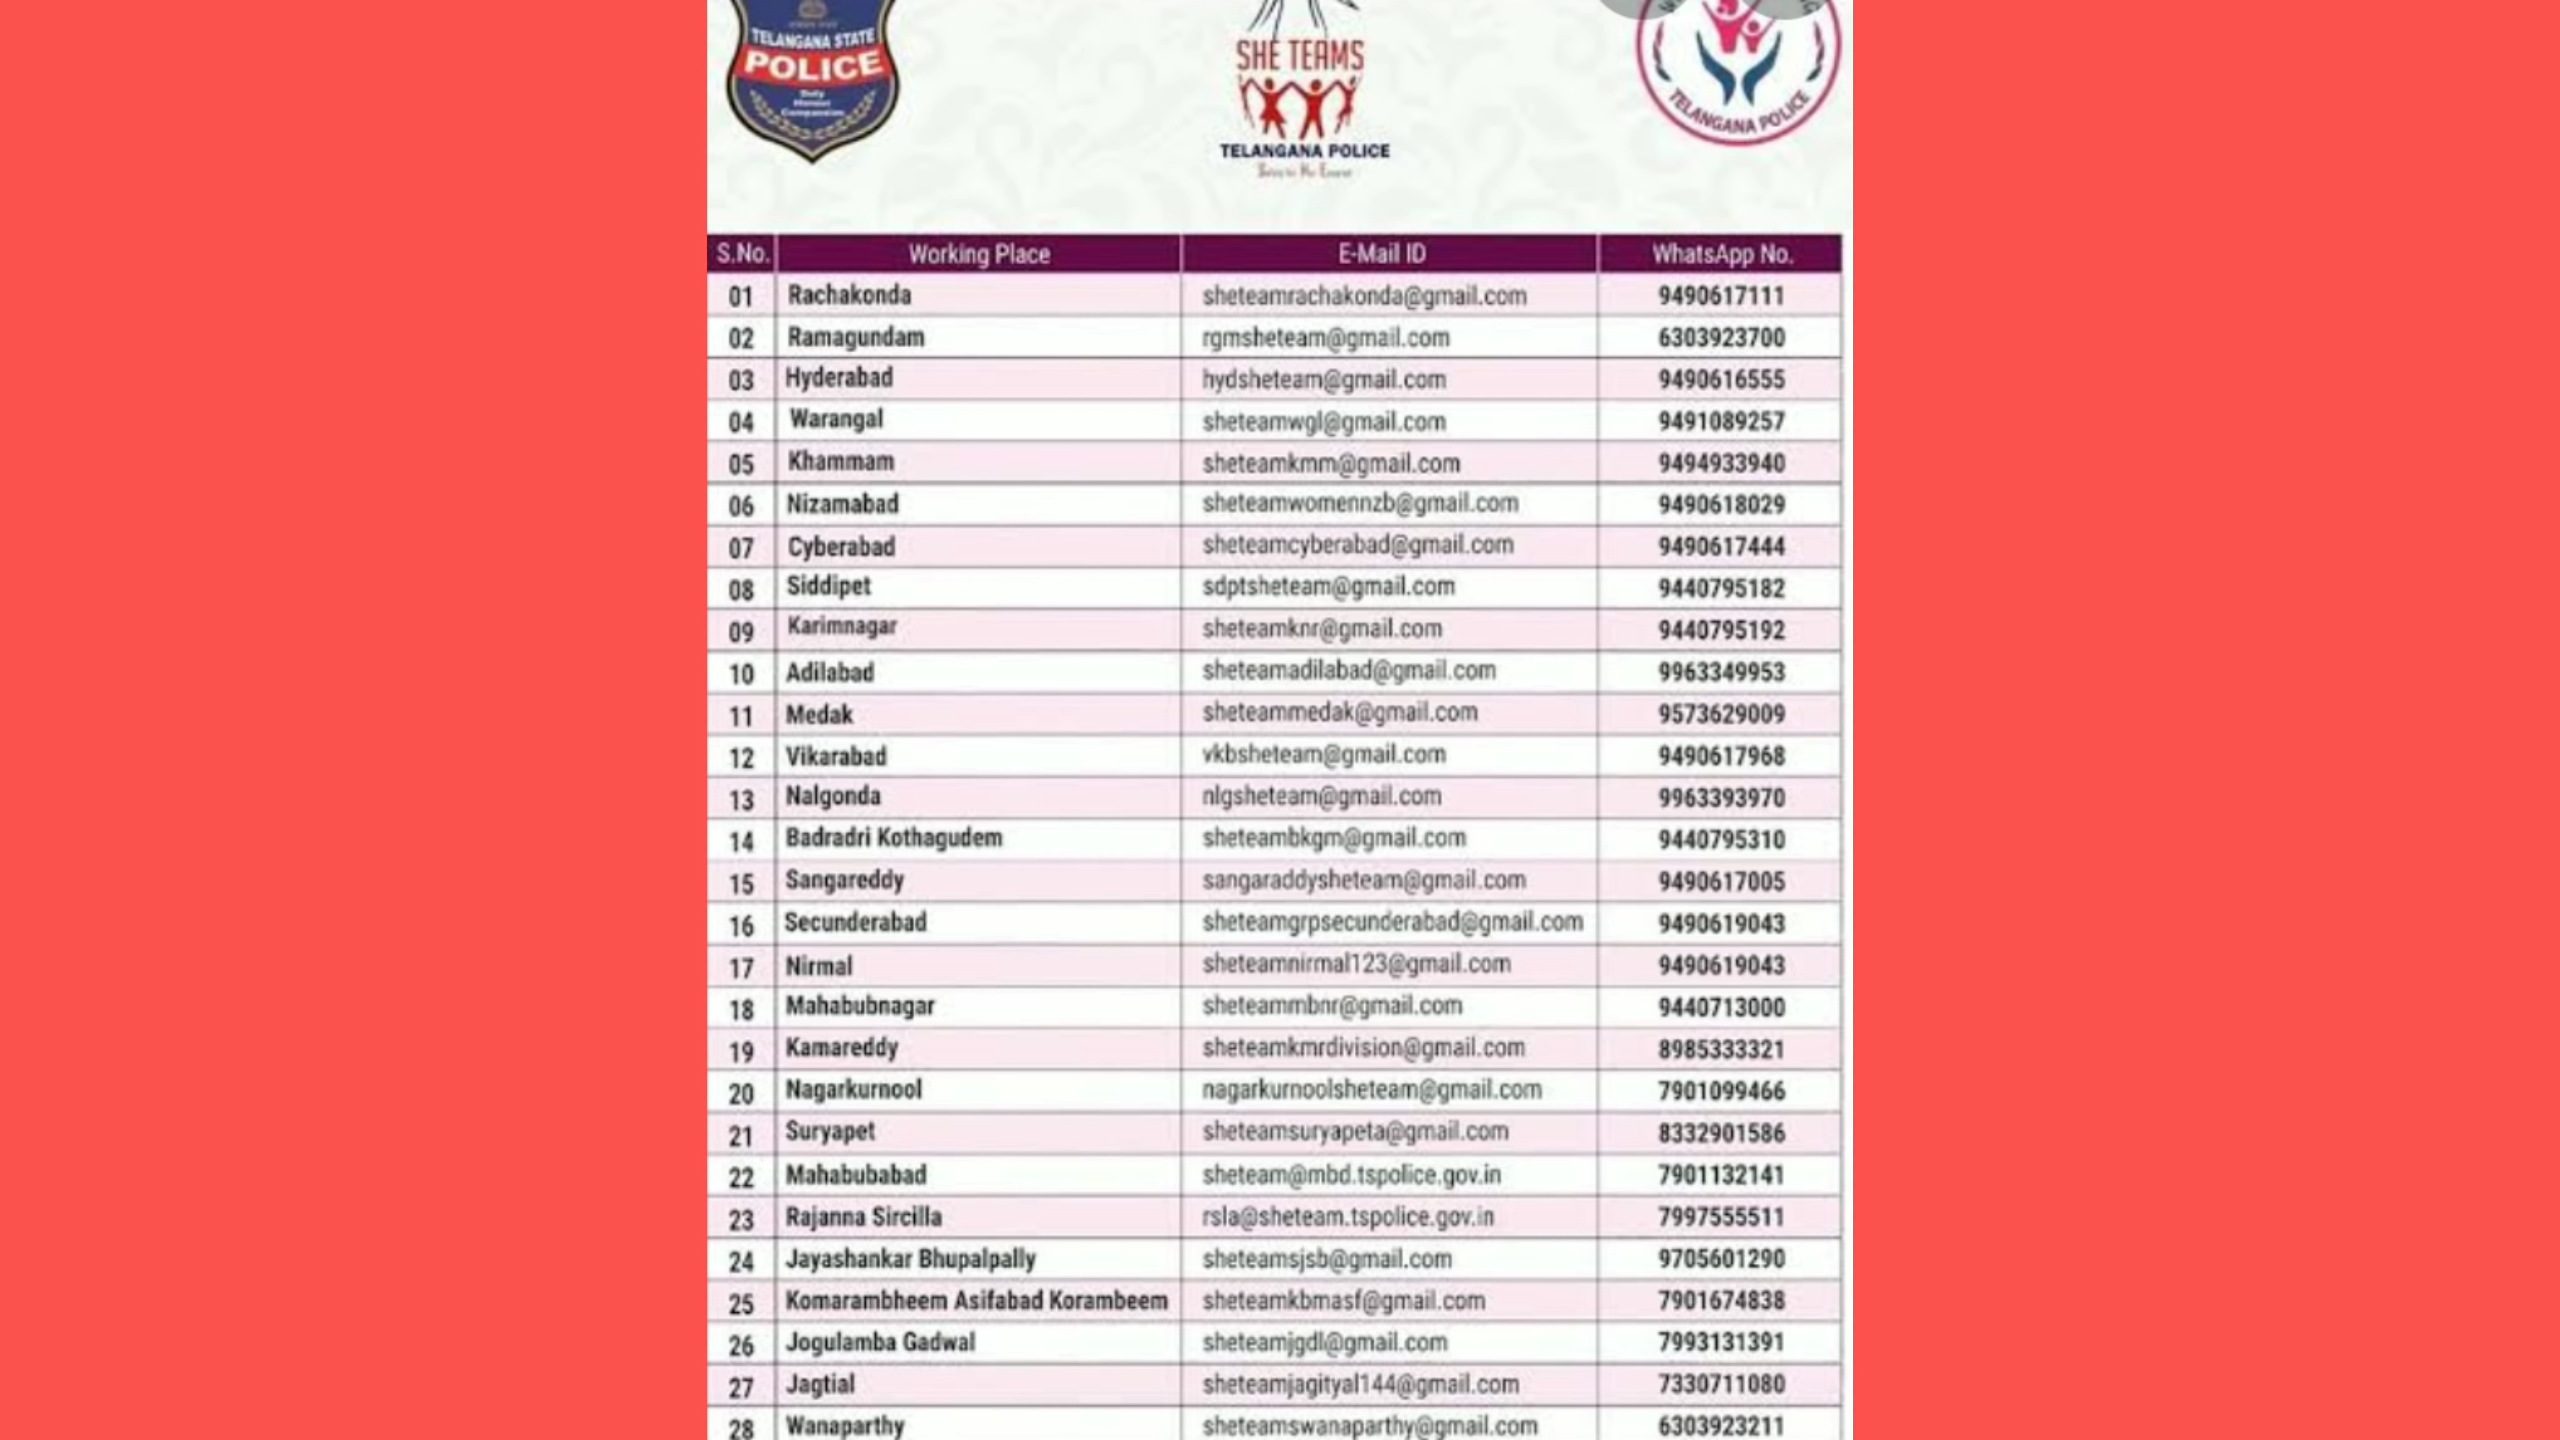 TELANGANA STATE
POLICE
Duty
Honour
Compassion
SHE TEAMS
TELANGANA POLICE
TELANGANA POLICE
S.No. Working Place E-Mail ID WhatsApp No.
01 Rachakonda sheteamrachakonda@gmail.com 9490617111
02 Ramagundam rgmsheteam@gmail.com 6303923700
03 Hyderabad hydsheteam@gmail.com 9490616555
04 Warangal sheteamwgl@gmail.com 9491089257
05 Khammam sheteamkmm@gmail.com 9494933940
06 Nizamabad sheteamwomennzb@gmail.com 9490618029
07 Cyberabad sheteamcyberabad@gmail.com 9490617444
08 Siddipet sdptsheteam@gmail.com 9440795182
09 Karimnagar sheteamknr@gmail.com 9440795192
10 Adilabad sheteamadilabad@gmail.com 9963349953
11 Medak sheteammedak@gmail.com 9573629009
12 Vikarabad vkbsheteam@gmail.com 9490617968
13 Nalgonda nlgsheteam@gmail.com 9963393970
14 Badradri Kothagudem sheteambkgm@gmail.com 9440795310
15 Sangareddy sangaraddysheteam@gmail.com 9490617005
16 Secunderabad sheteamgrpsecunderabad@gmail.com 9490619043
17 Nirmal sheteamnirmal123@gmail.com 9490619043
18 Mahabubnagar sheteammbnr@gmail.com 9440713000
19 Kamareddy sheteamkmrdivision@gmail.com 8985333321
20 Nagarkurnool nagarkurnoolsheteam@gmail.com 7901099466
21 Suryapet sheteamsuryapeta@gmail.com 8332901586
22 Mahabubabad sheteam@mbd.tspolice.gov.in 7901132141
23 Rajanna Sircilla rsla@sheteam.tspolice.gov.in 7997555511
24 Jayashankar Bhupalpally sheteamsjsb@gmail.com 9705601290
25 Komarambheem Asifabad Korambeem sheteamkbmasf@gmail.com 7901674838
26 Jogulamba Gadwal sheteamjgdl@gmail.com 7993131391
27 Jagtial sheteamjagityal144@gmail.com 7330711080
28 Wanaparthy sheteamswanaparthy@gmail.com 6303923211